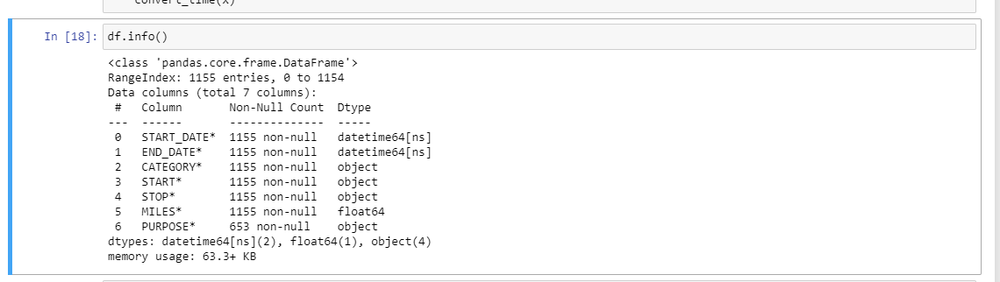 convert_time(x)
In [18]: df.info()
<class 'pandas.core.frame.DataFrame'>
RangeIndex: 1155 entries, 0 to 1154
Data columns (total 7 columns):
 #   Column      Non-Null Count  Dtype
---  ------      --------------  -----
 0   START_DATE*  1155 non-null   datetime64[ns]
 1   END_DATE*    1155 non-null   datetime64[ns]
 2   CATEGORY*    1155 non-null   object
 3   START*       1155 non-null   object
 4   STOP*        1155 non-null   object
 5   MILES*       1155 non-null   float64
 6   PURPOSE*     653 non-null    object
dtypes: datetime64[ns](2), float64(1), object(4)
memory usage: 63.3+ KB